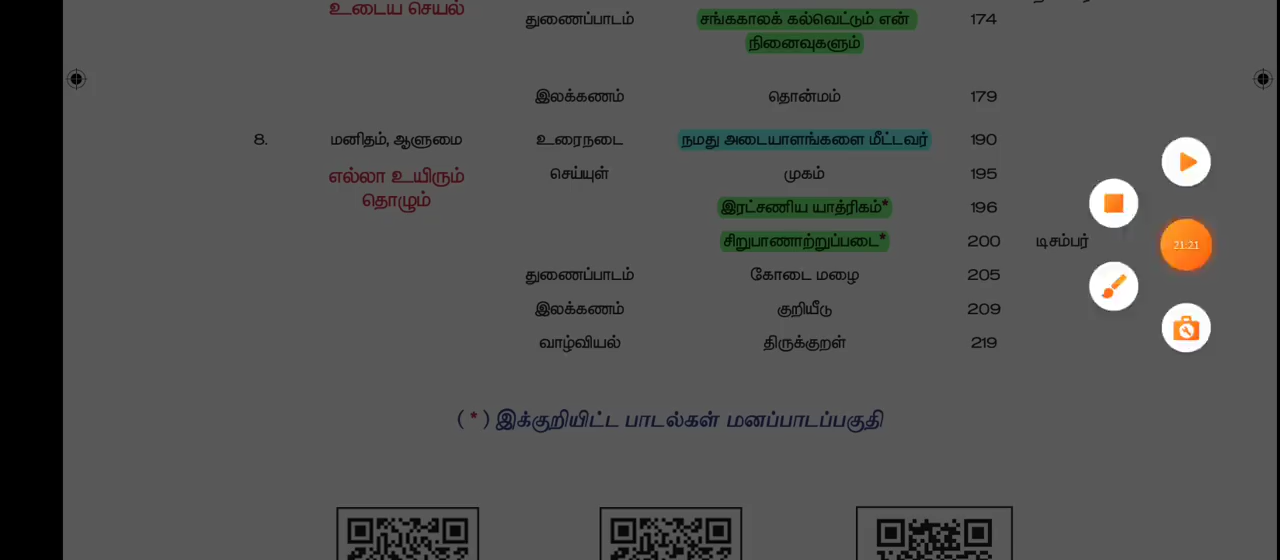 உடைய செயல்
துணைப்பாடம் சங்ககாலக் கல்வெட்டும் என் 174
நினைவுகளும்
இலக்கணம் தொன்மம் 179
8. மனிதம், ஆளுமை உரைநடை நமது அடையாளங்களை மீட்டவர் 190
எல்லா உயிரும் செய்யுள் முகம் 195
தொழும்
இரட்சணிய யாத்ரிகம்* 196
சிறுபாணாற்றுப்படை* 200 டிசம்பர்
21:21
துணைப்பாடம் கோடை மழை 205
இலக்கணம் குறியீடு 209
வாழ்வியல் திருக்குறள் 219
( * ) இக்குறியிட்ட பாடல்கள் மனப்பாடப்பகுதி